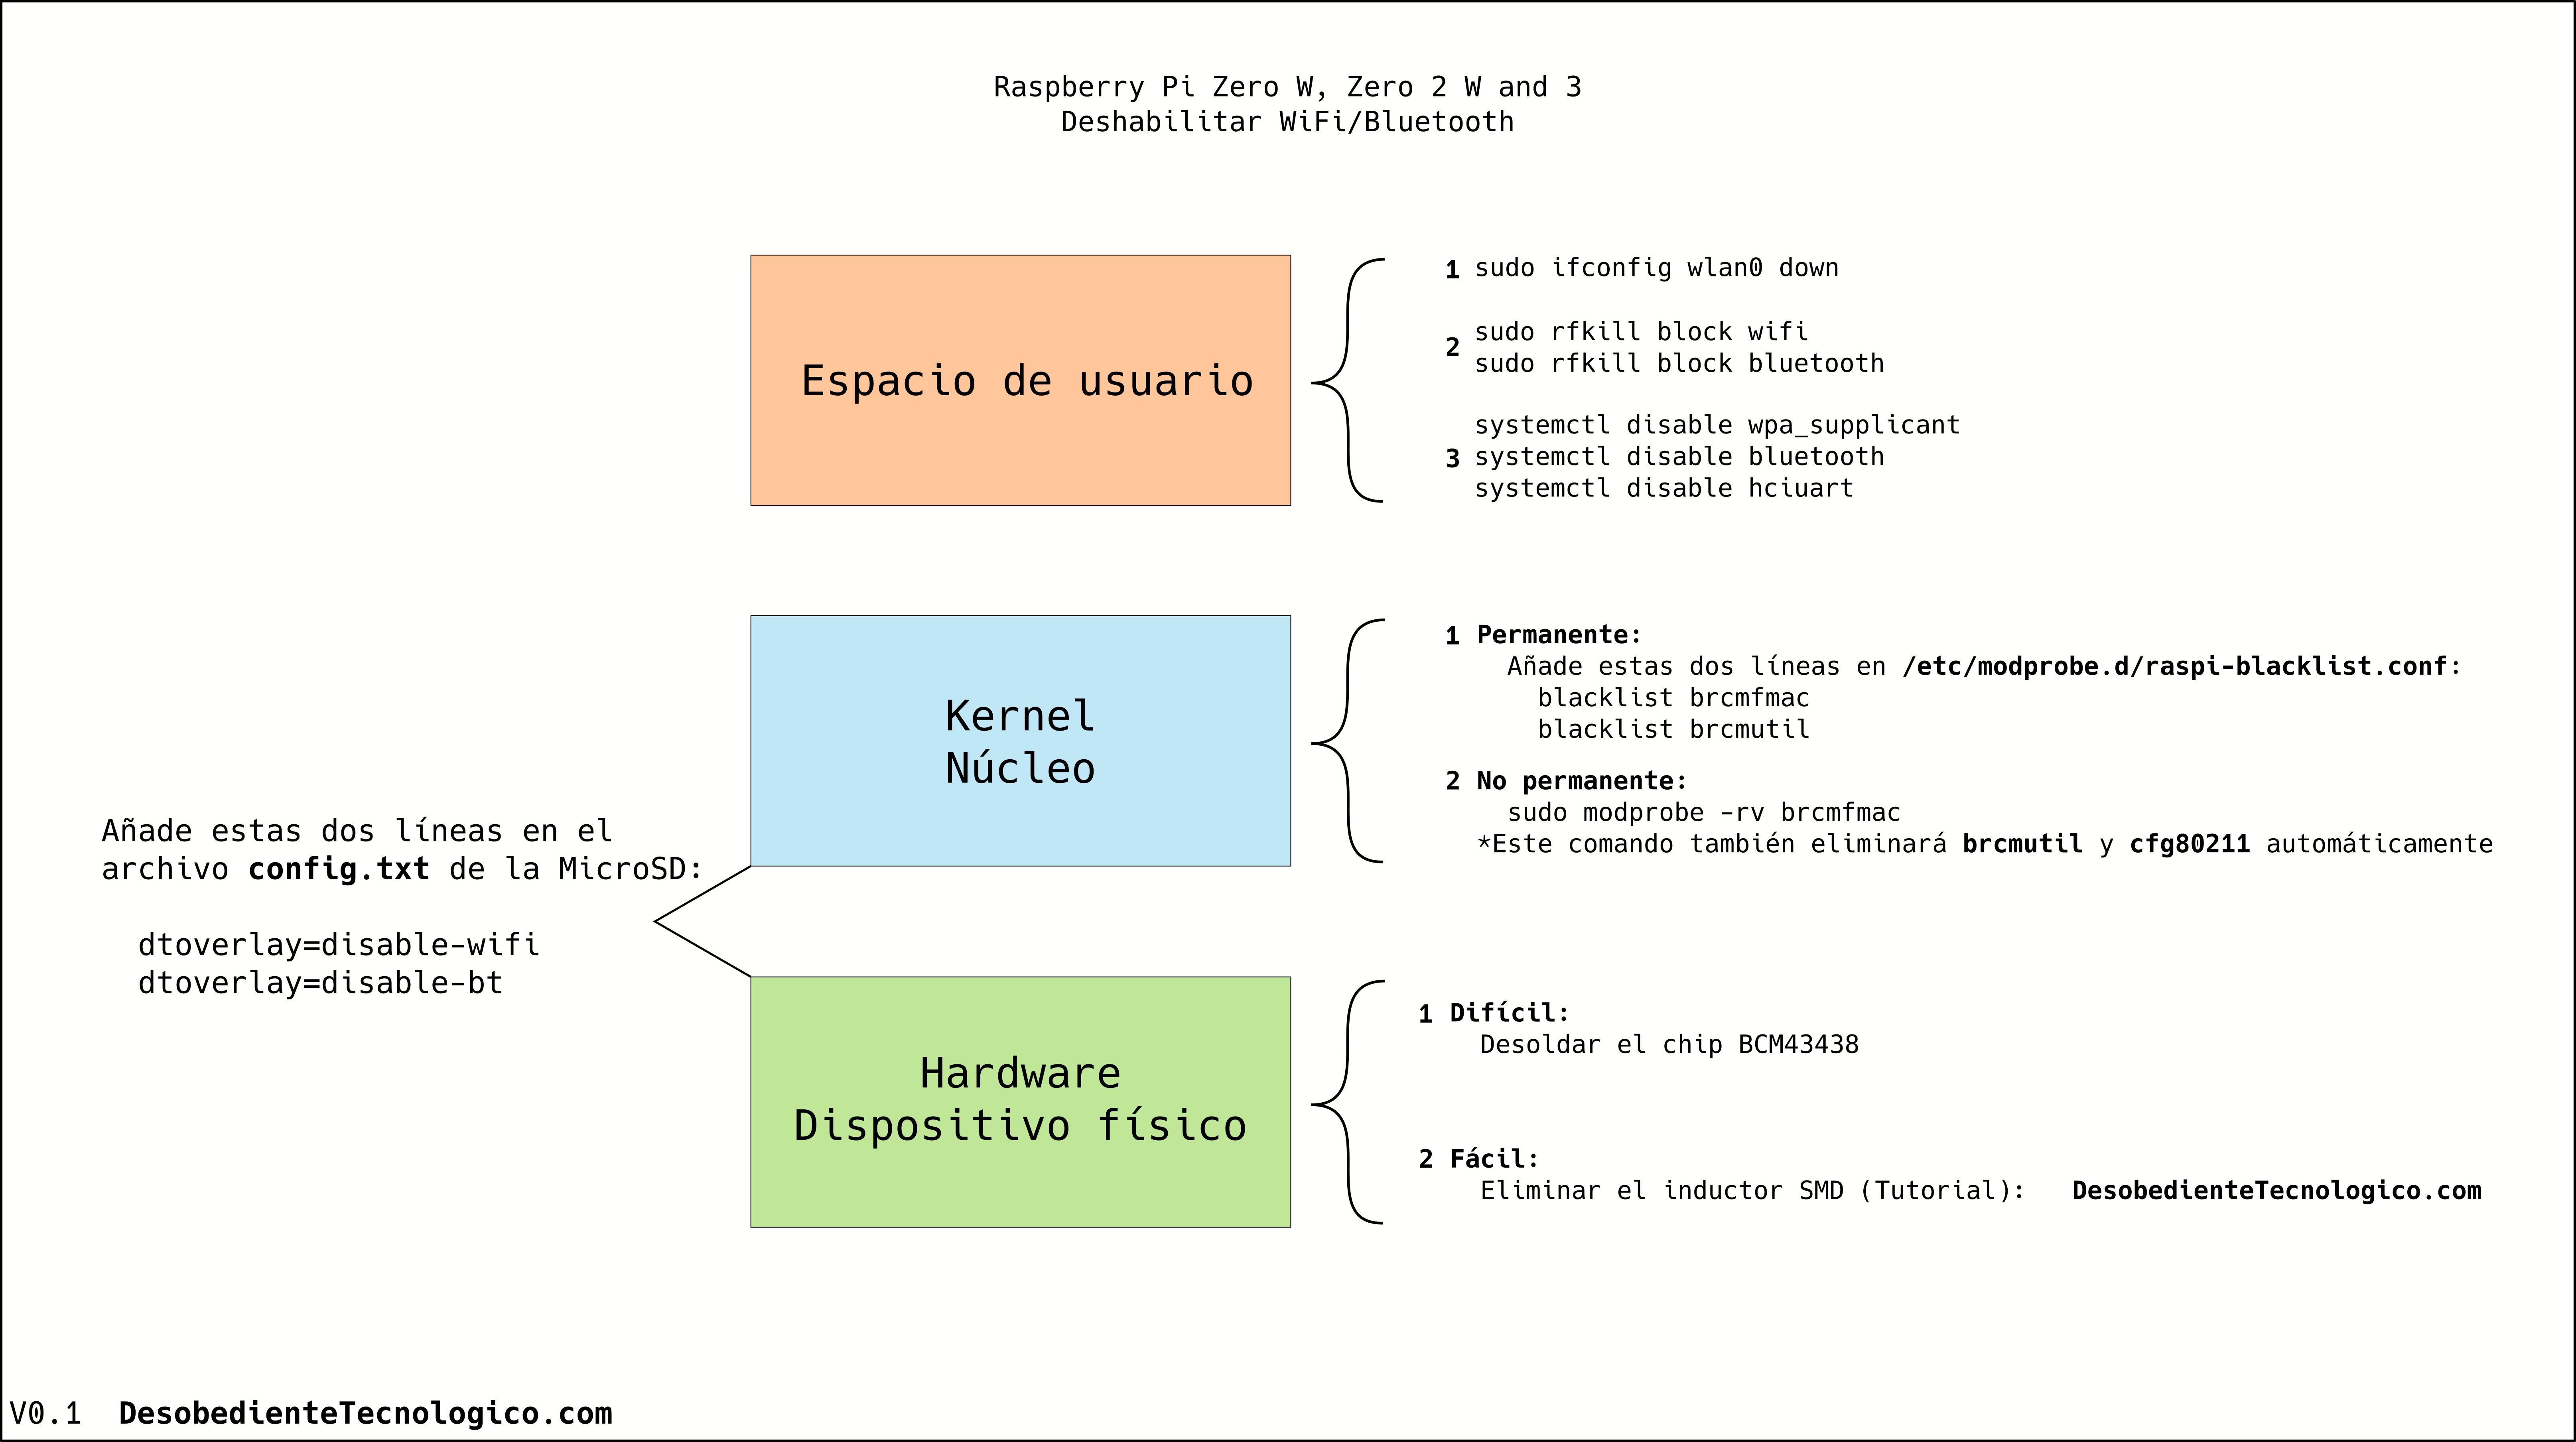 Raspberry Pi Zero W, Zero 2 W and 3
Deshabilitar WiFi/Bluetooth
Espacio de usuario
1 sudo ifconfig wlan0 down
2 sudo rfkill block wifi
sudo rfkill block bluetooth
systemctl disable wpa_supplicant
3 systemctl disable bluetooth
systemctl disable hciuart
Kernel
Núcleo
1 Permanente:
Añade estas dos líneas en /etc/modprobe.d/raspi-blacklist.conf:
blacklist brcmfmac
blacklist brcmutil
2 No permanente:
sudo modprobe -rv brcmfmac
*Este comando también eliminará brcmutil y cfg80211 automáticamente
Añade estas dos líneas en el
archivo config.txt de la MicroSD:
dtoverlay=disable-wifi
dtoverlay=disable-bt
Hardware
Dispositivo físico
1 Difícil:
Desoldar el chip BCM43438
2 Fácil:
Eliminar el inductor SMD (Tutorial): DesobedienteTecnologico.com
V0.1 DesobedienteTecnologico.com